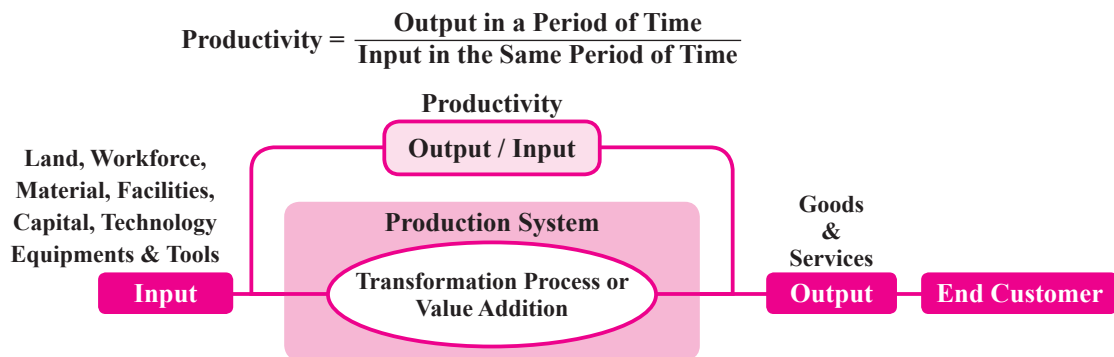 Productivity = Output in a Period of Time
Input in the Same Period of Time
Productivity
Output / Input
Land, Workforce,
Material, Facilities,
Capital, Technology
Equipments & Tools
Input
Production System
Transformation Process or
Value Addition
Goods
&
Services
Output
End Customer